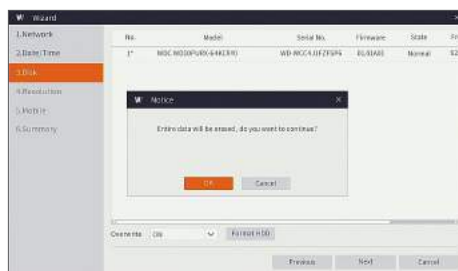 W Wizard
1.Network
2.Date/Time
3.Disk
4.Resolution
5.Mobile
6.Summary
No. Model Serial No. Firmware State
1* Normal
W Notice
Entire data will be erased, do you want to continue?
OK Cancel
Overwrite ON Format HDD
Previous Next Cancel